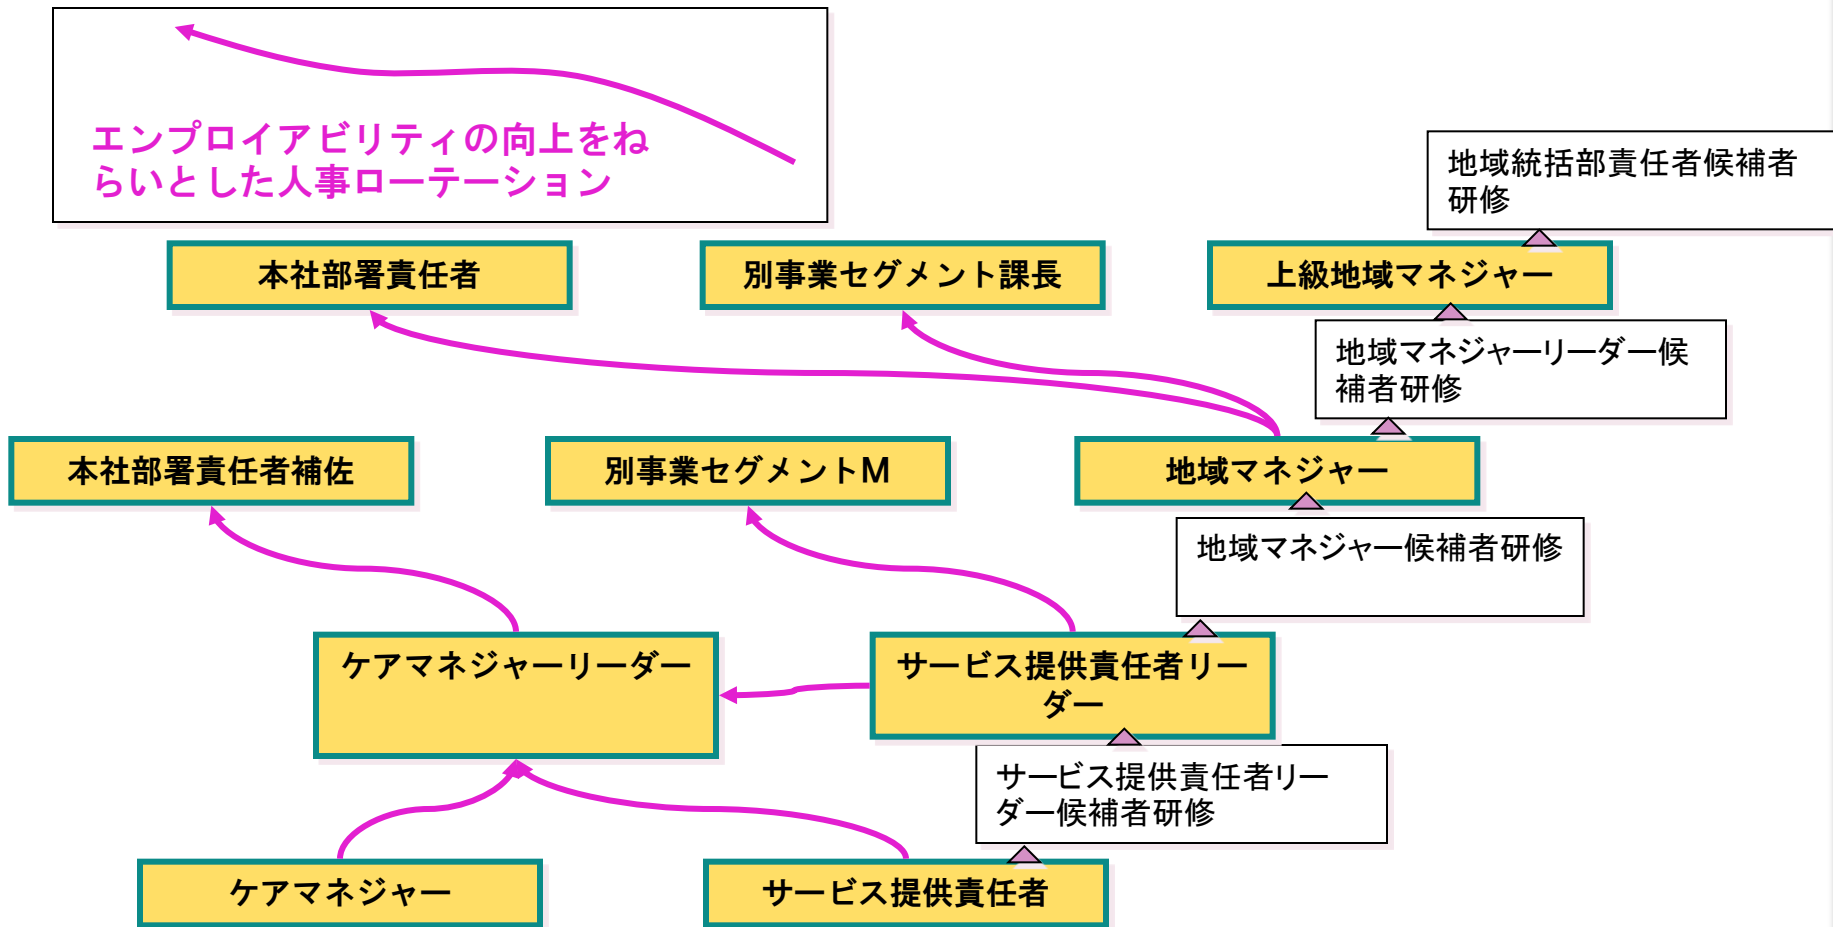 エンプロイアビリティの向上をね
らいとした人事ローテーション
地域統括部責任者候補者
研修
本社部署責任者
別事業セグメント課長
上級地域マネジャー
地域マネジャーリーダー候
補者研修
本社部署責任者補佐
別事業セグメントM
地域マネジャー
地域マネジャー候補者研修
ケアマネジャーリーダー
サービス提供責任者リー
ダー
サービス提供責任者リー
ダー候補者研修
ケアマネジャー
サービス提供責任者